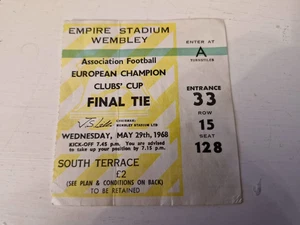 EMPIRE STADIUM
WEMBLEY
Association Football
EUROPEAN CHAMPION
CLUBS' CUP
FINAL TIE
CHAIRMAN:
WEMBLEY STADIUM LTD
WEDNESDAY, MAY 29th, 1968
KICK-OFF 7.45 p.m. You are advised
to take up your position by 7.15 p.m.
SOUTH TERRACE
£2
(SEE PLAN & CONDITIONS ON BACK)
TO BE RETAINED
ENTER AT
A
TURNSTILES
ENTRANCE
33
ROW
15
SEAT
128